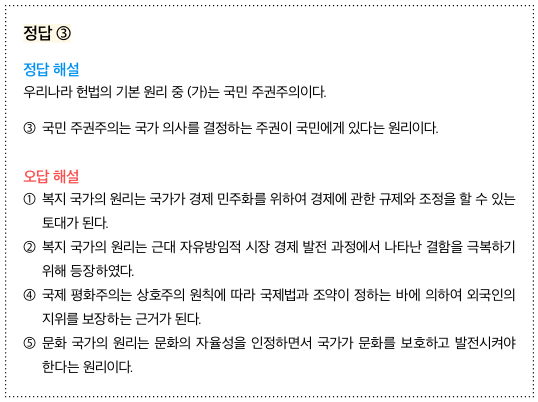 정답 ③
정답 해설
우리나라 헌법의 기본 원리 중 (가)는 국민 주권주의이다.
③ 국민 주권주의는 국가 의사를 결정하는 주권이 국민에게 있다는 원리이다.
오답 해설
① 복지 국가의 원리는 국가가 경제 민주화를 위하여 경제에 관한 규제와 조정을 할 수 있는
토대가 된다.
② 복지 국가의 원리는 근대 자유방임적 시장 경제 발전 과정에서 나타난 결함을 극복하기
위해 등장하였다.
④ 국제 평화주의는 상호주의 원칙에 따라 국제법과 조약이 정하는 바에 의하여 외국인의
지위를 보장하는 근거가 된다.
⑤ 문화 국가의 원리는 문화의 자율성을 인정하면서 국가가 문화를 보호하고 발전시켜야
한다는 원리이다.